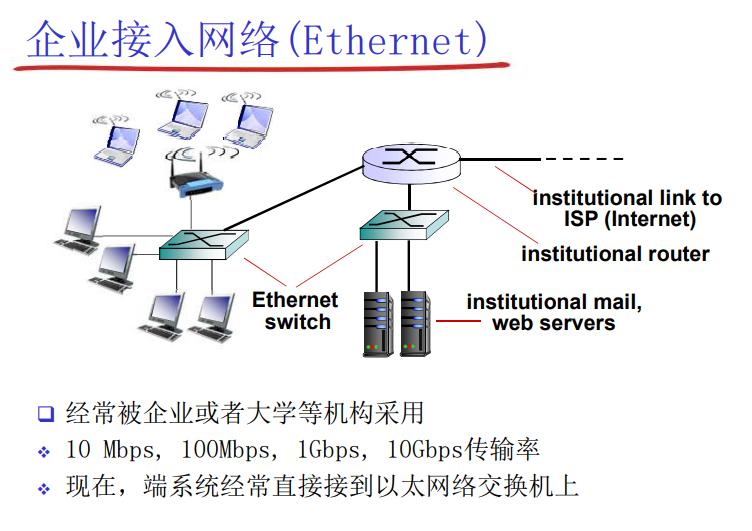 企业接入网络(Ethernet)
institutional link to
ISP (Internet)
institutional router
Ethernet
switch
institutional mail,
web servers
经常被企业或者大学等机构采用
10 Mbps, 100Mbps, 1Gbps, 10Gbps传输率
现在，端系统经常直接接到以太网络交换机上